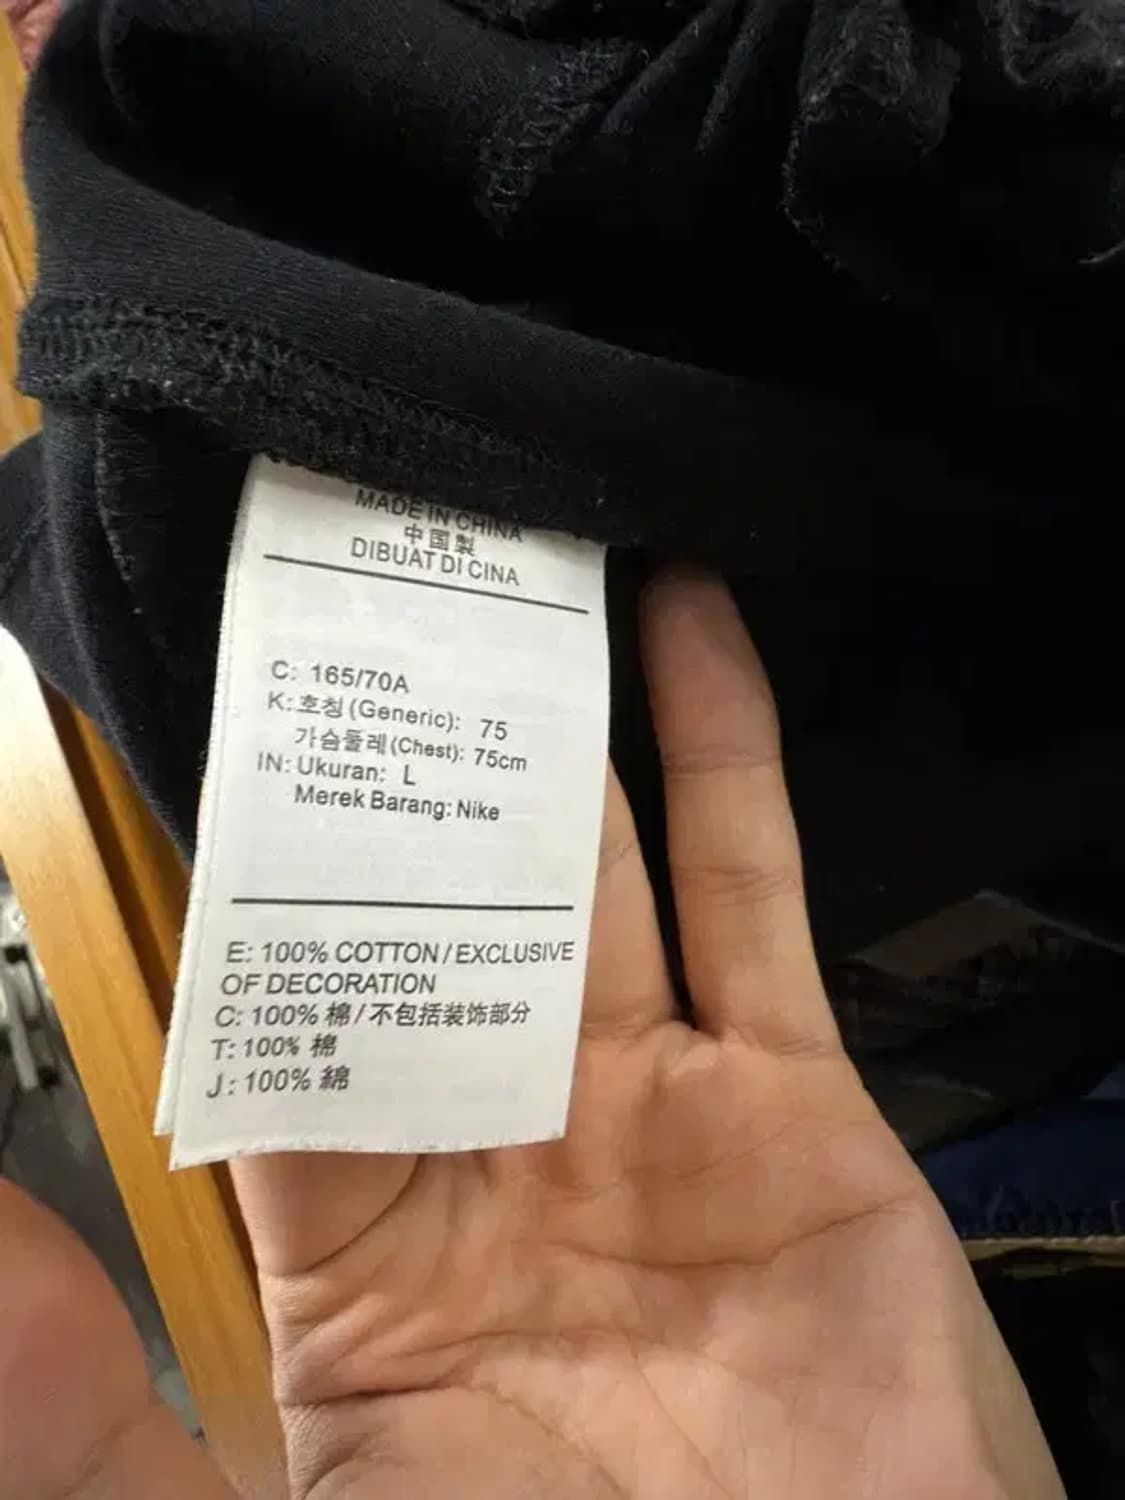 MADE IN CHINA
中国製
DIBUAT DI CINA
C: 165/70A
K: 호칭 (Generic): 75
가슴둘레 (Chest): 75cm
IN: Ukuran: L
Merek Barang: Nike
E: 100% COTTON / EXCLUSIVE
OF DECORATION
C: 100% 棉 / 不包括装饰部分
T: 100% 棉
J: 100% 綿